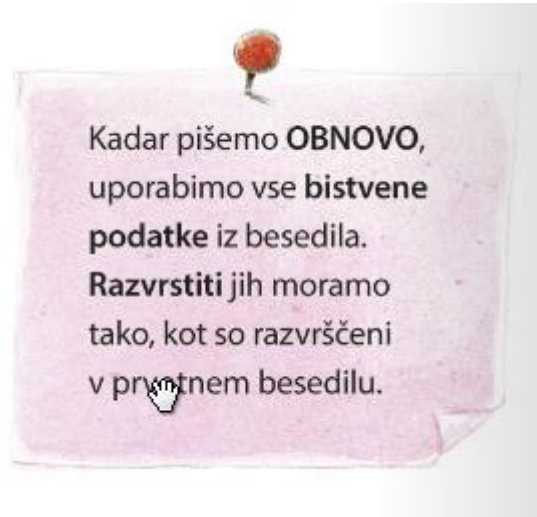 Kadar pišemo OBNOVO,
uporabimo vse bistvene
podatke iz besedila.
Razvrstiti jih moramo
tako, kot so razvrščeni
v prvotnem besedilu.